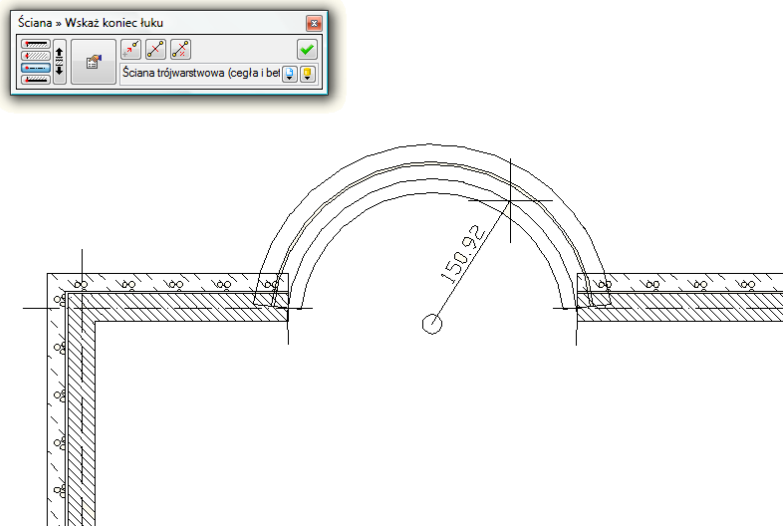 Ściana » Wskaż koniec łuku
Ściana trójwarstwowa (cegła i bet
150.92